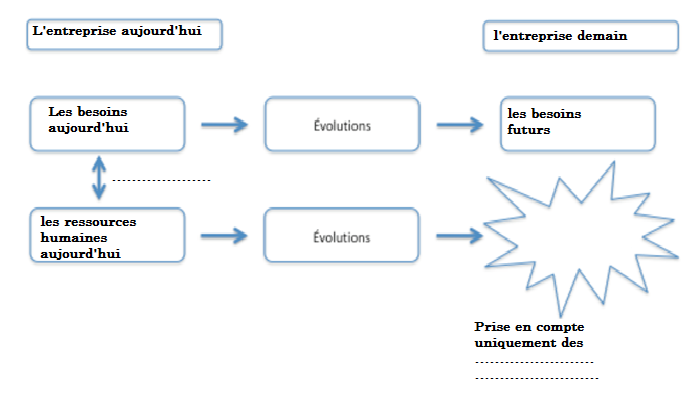 L'entreprise aujourd'hui
l'entreprise demain
Les besoins
aujourd'hui
Évolutions
les besoins
futurs
--------------------
les ressources
humaines
aujourd'hui
Évolutions
Prise en compte
uniquement des
------------------------
-------------------------